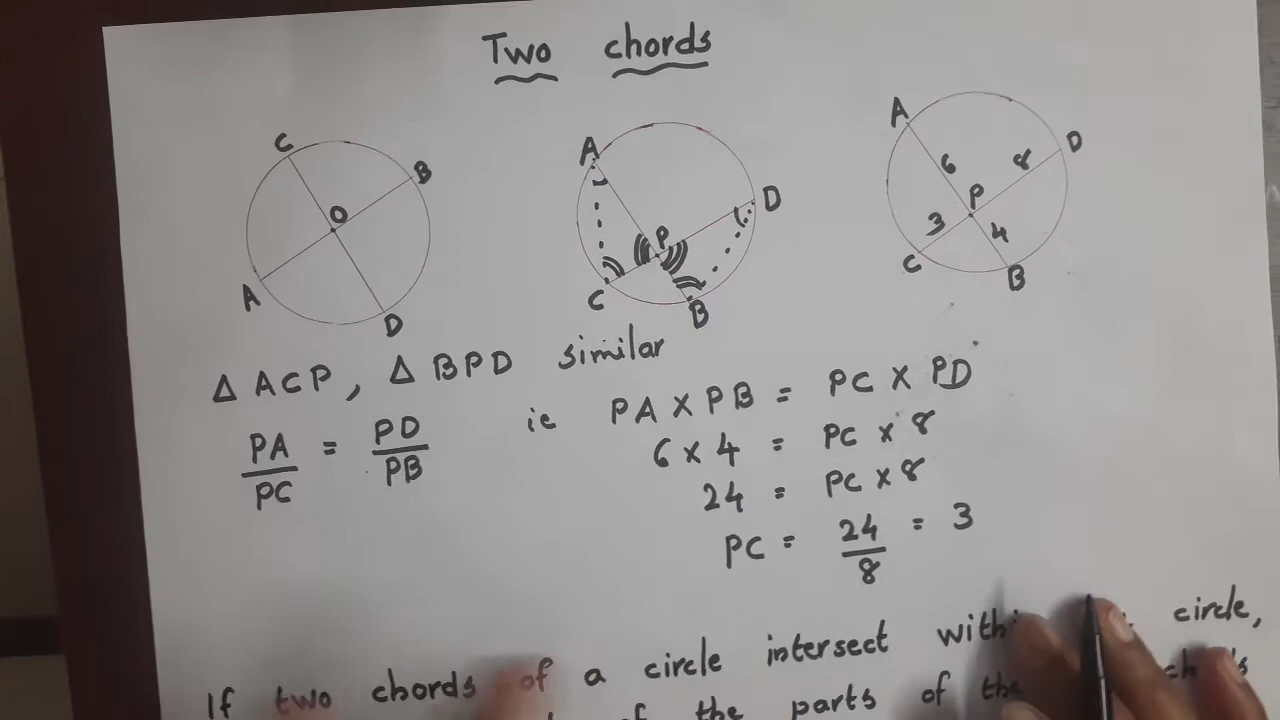 Two chords
C
B
O
A
D
A
D
P
C
B
A
D
6
8
P
3
4
C
B
Δ ACP, Δ BPD similar
PA/PC = PD/PB
ie PA × PB = PC × PD
6 × 4 = PC × 8
24 = PC × 8
PC = 24/8 = 3
If two chords of a circle intersect circle,
of the parts of the